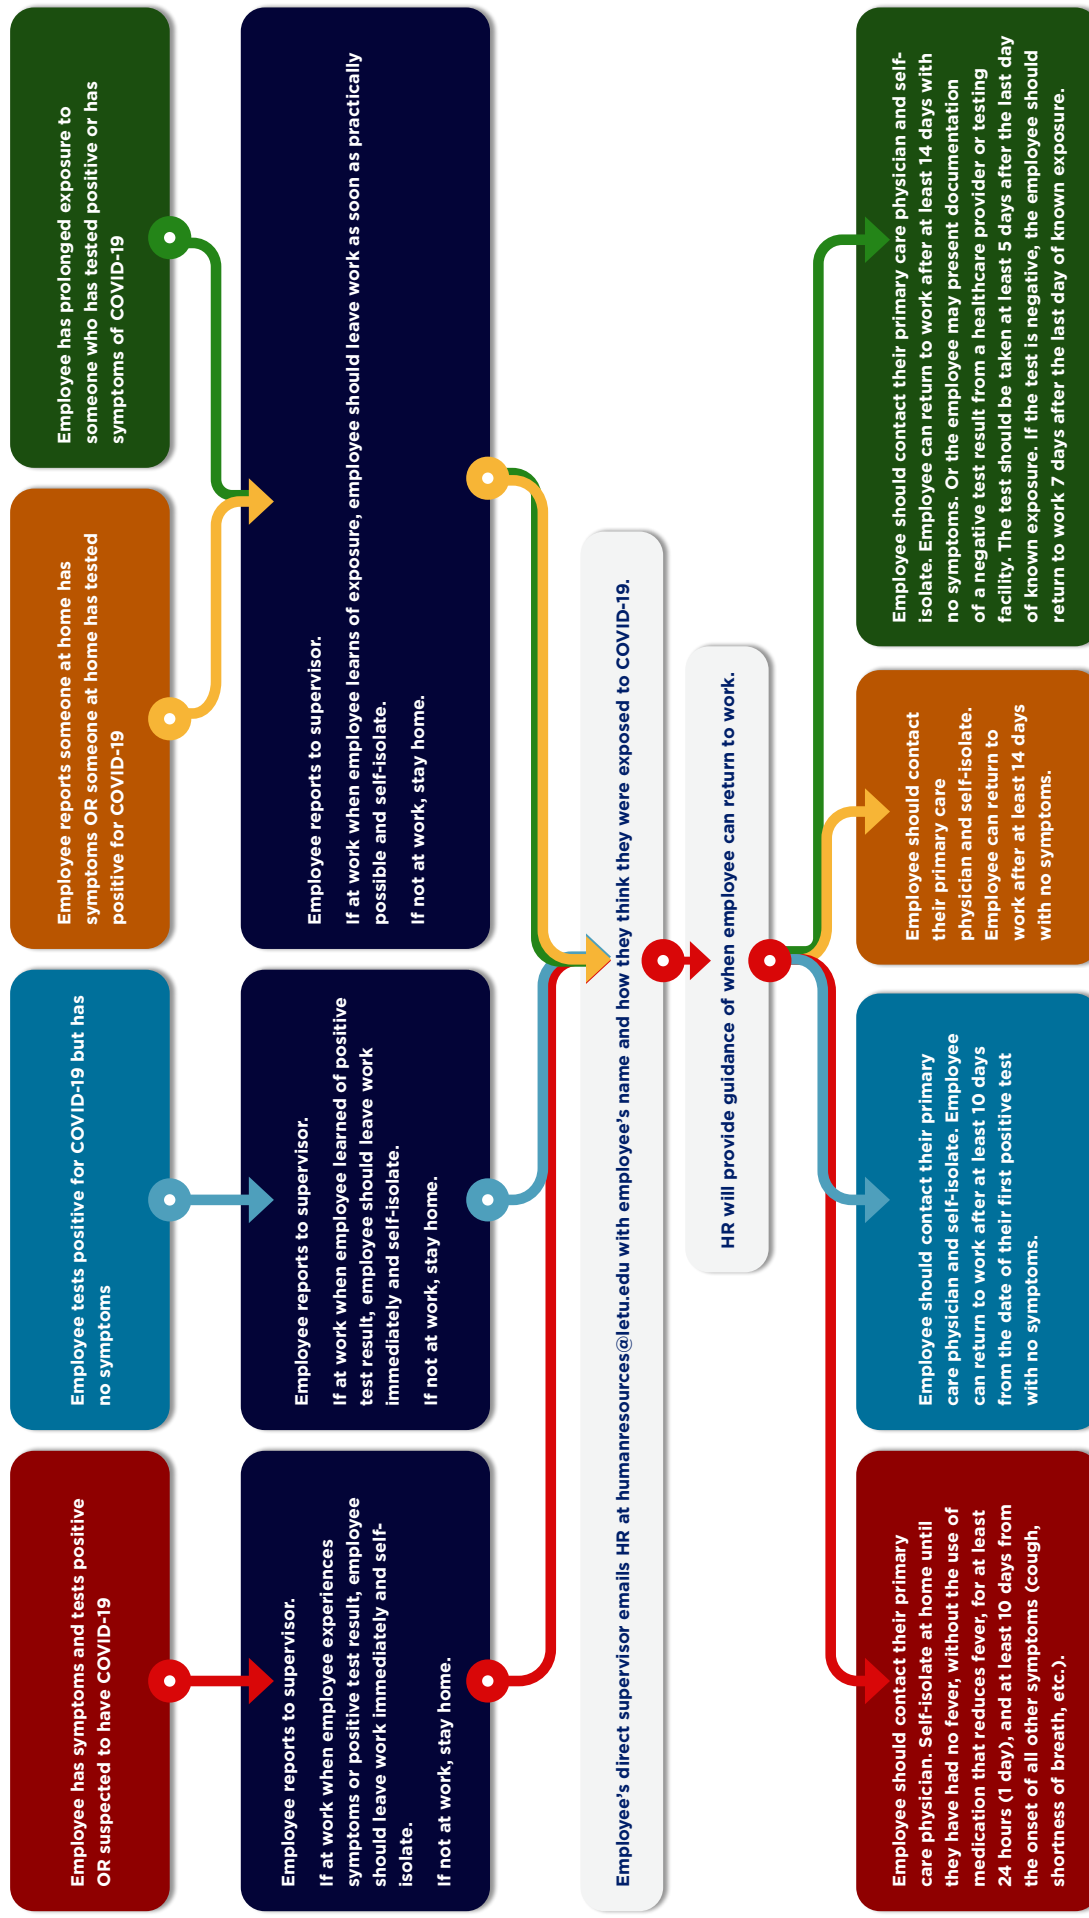 Employee has symptoms and tests positive
OR suspected to have COVID-19
Employee tests positive for COVID-19 but has
no symptoms
Employee reports someone at home has
symptoms OR someone at home has tested
positive for COVID-19
Employee has prolonged exposure to
someone who has tested positive or has
symptoms of COVID-19
Employee reports to supervisor.
If at work when employee experiences
symptoms or positive test result, employee
should leave work immediately and self-
isolate.
If not at work, stay home.
Employee reports to supervisor.
If at work when employee learned of positive
test result, employee should leave work
immediately and self-isolate.
If not at work, stay home.
Employee reports to supervisor.
If at work when employee learns of exposure, employee should leave work as soon as practically
possible and self-isolate.
If not at work, stay home.
Employee's direct supervisor emails HR at humanresources@letu.edu with employee's name and how they think they were exposed to COVID-19.
HR will provide guidance of when employee can return to work.
Employee should contact their primary
care physician. Self-isolate at home until
they have had no fever, without the use of
medication that reduces fever, for at least
24 hours (1 day), and at least 10 days from
the onset of all other symptoms (cough,
shortness of breath, etc.).
Employee should contact their primary
care physician and self-isolate. Employee
can return to work after at least 10 days
from the date of their first positive test
with no symptoms.
Employee should contact
their primary care
physician and self-isolate.
Employee can return to
work after at least 14 days
with no symptoms.
Employee should contact their primary care physician and self-
isolate. Employee can return to work after at least 14 days with
no symptoms. Or the employee may present documentation
of a negative test result from a healthcare provider or testing
facility. The test should be taken at least 5 days after the last day
of known exposure. If the test is negative, the employee should
return to work 7 days after the last day of known exposure.